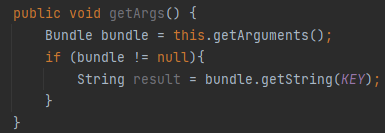 public void getArgs() {
    Bundle bundle = this.getArguments();
    if (bundle != null){
        String result = bundle.getString(KEY);
    }
}